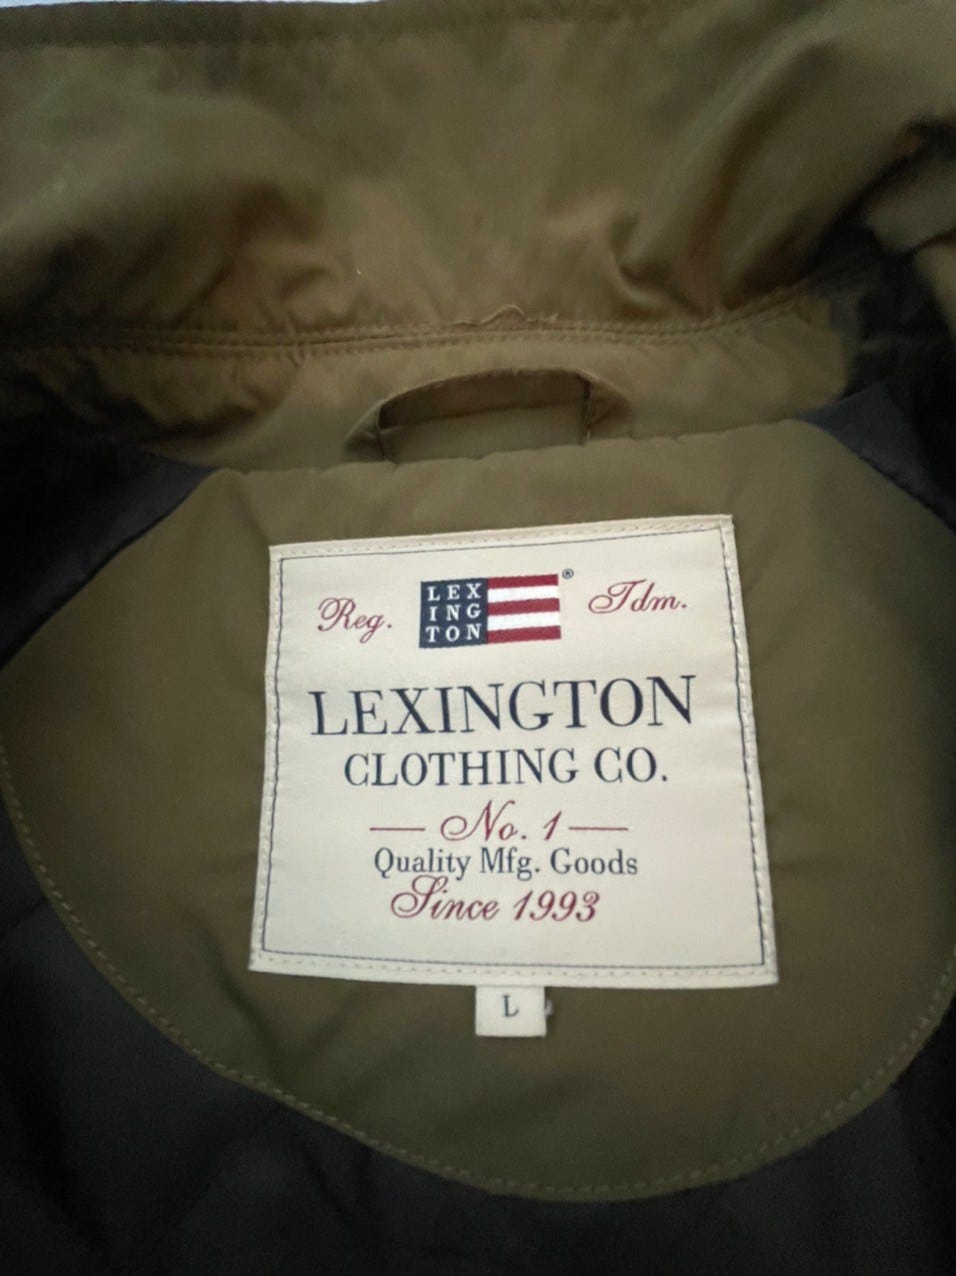 Reg. LEX ® Tdm.
ING
TON
LEXINGTON
CLOTHING CO.
No. 1
Quality Mfg. Goods
Since 1993
L